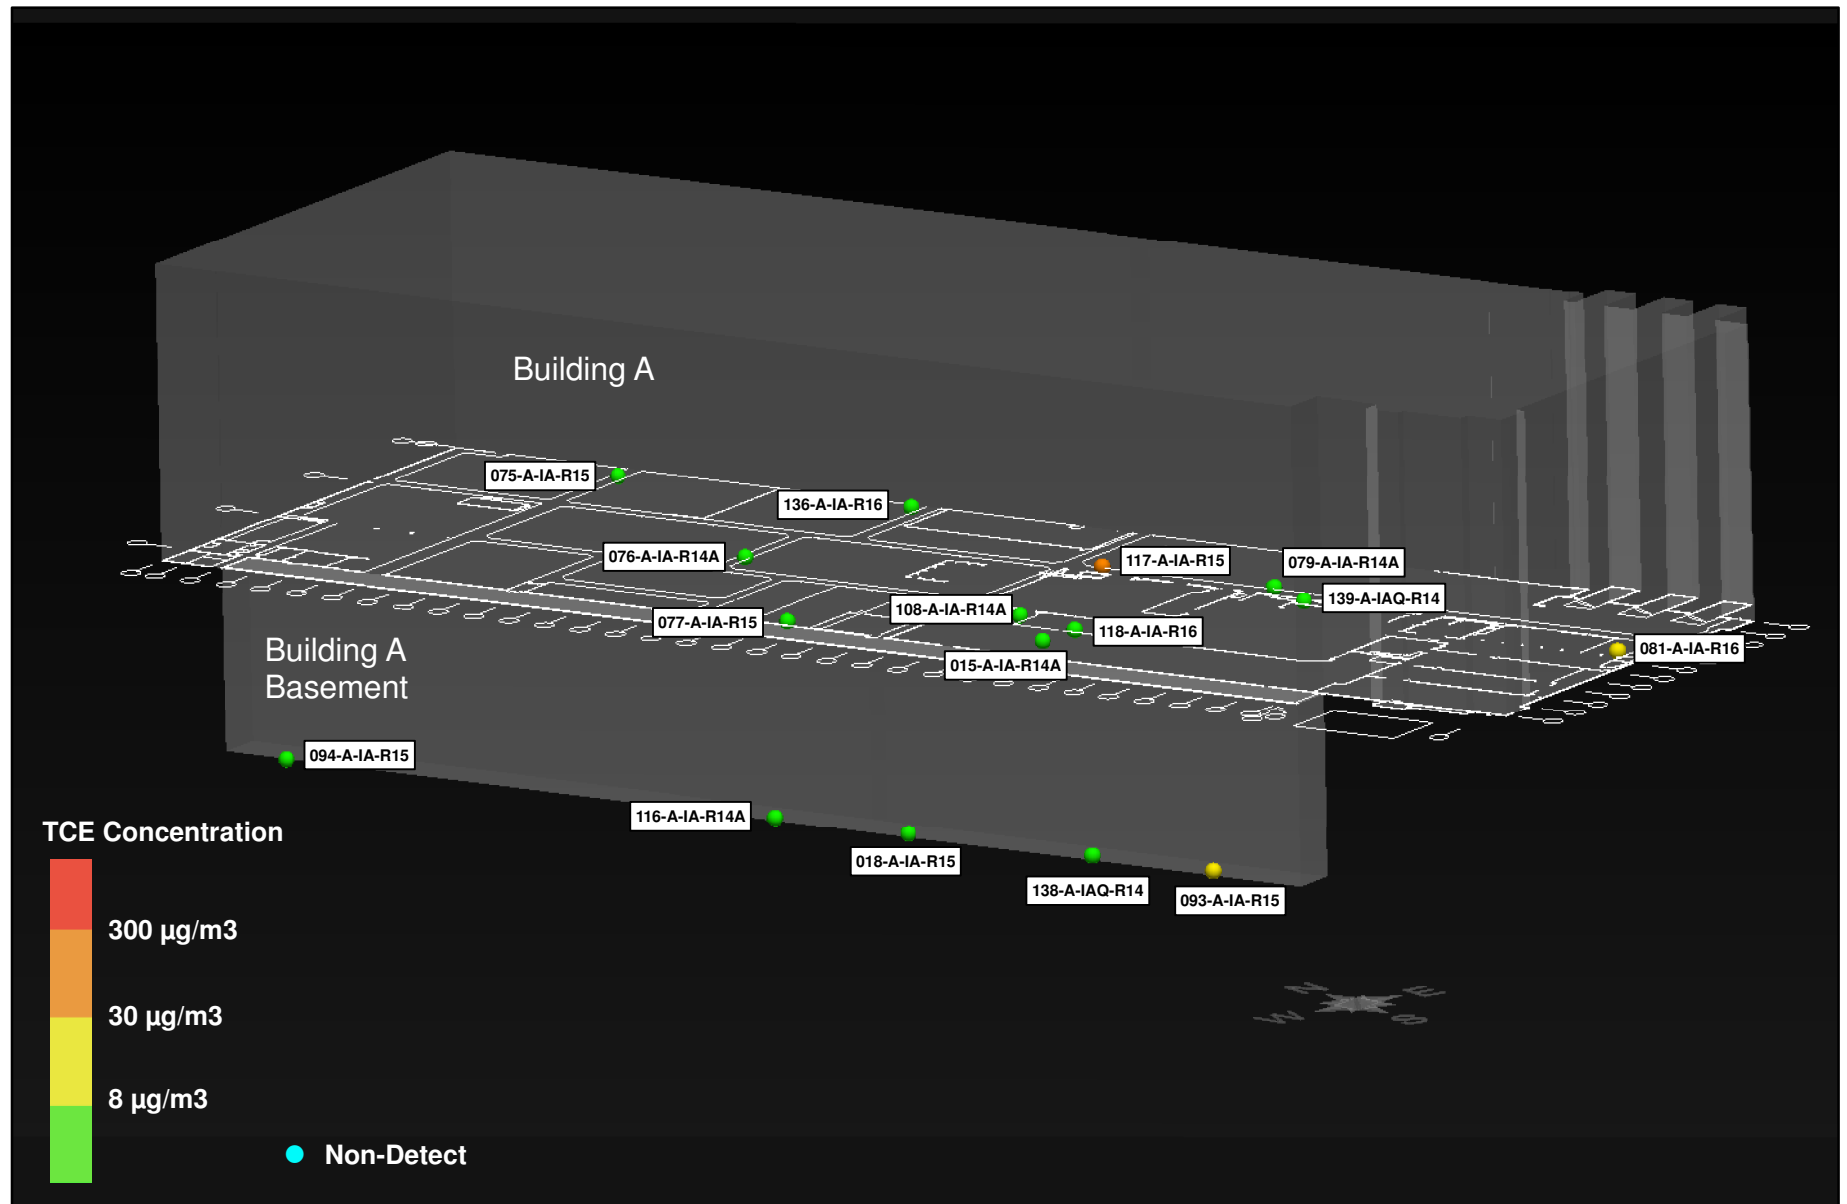 Building A
075-A-IA-R15
136-A-IA-R16
076-A-IA-R14A
117-A-IA-R15
079-A-IA-R14A
139-A-IAQ-R14
108-A-IA-R14A
077-A-IA-R15
118-A-IA-R16
081-A-IA-R16
015-A-IA-R14A
Building A
Basement
094-A-IA-R15
116-A-IA-R14A
018-A-IA-R15
138-A-IAQ-R14
093-A-IA-R15
TCE Concentration
300 µg/m3
30 µg/m3
8 µg/m3
Non-Detect
N
E
W
S